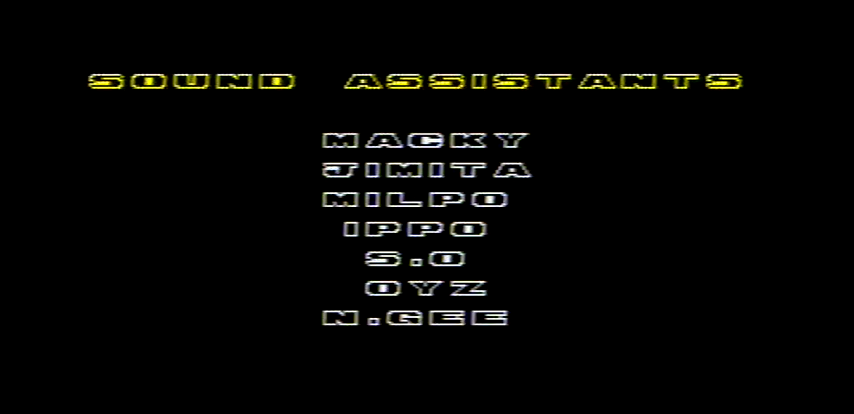 SOUND ASSISTANTS
MACKY
JIMITA
MILPO
IPPO
S.O
OYZ
N.GEE